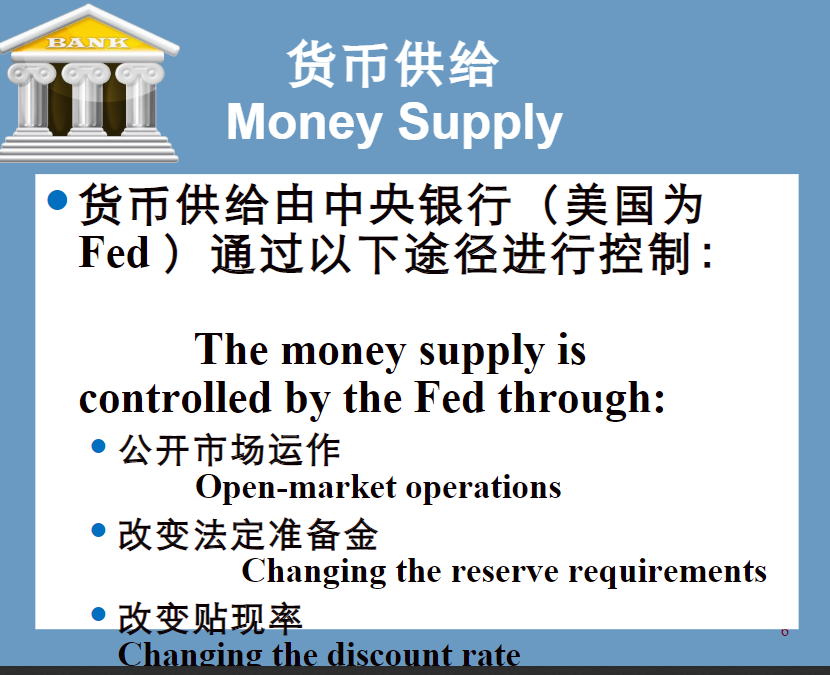 BANK
货币供给
Money Supply
货币供给由中央银行（美国为
Fed ）通过以下途径进行控制：
The money supply is
controlled by the Fed through:
公开市场运作
Open-market operations
改变法定准备金
Changing the reserve requirements
改变贴现率
6
Changing the discount rate